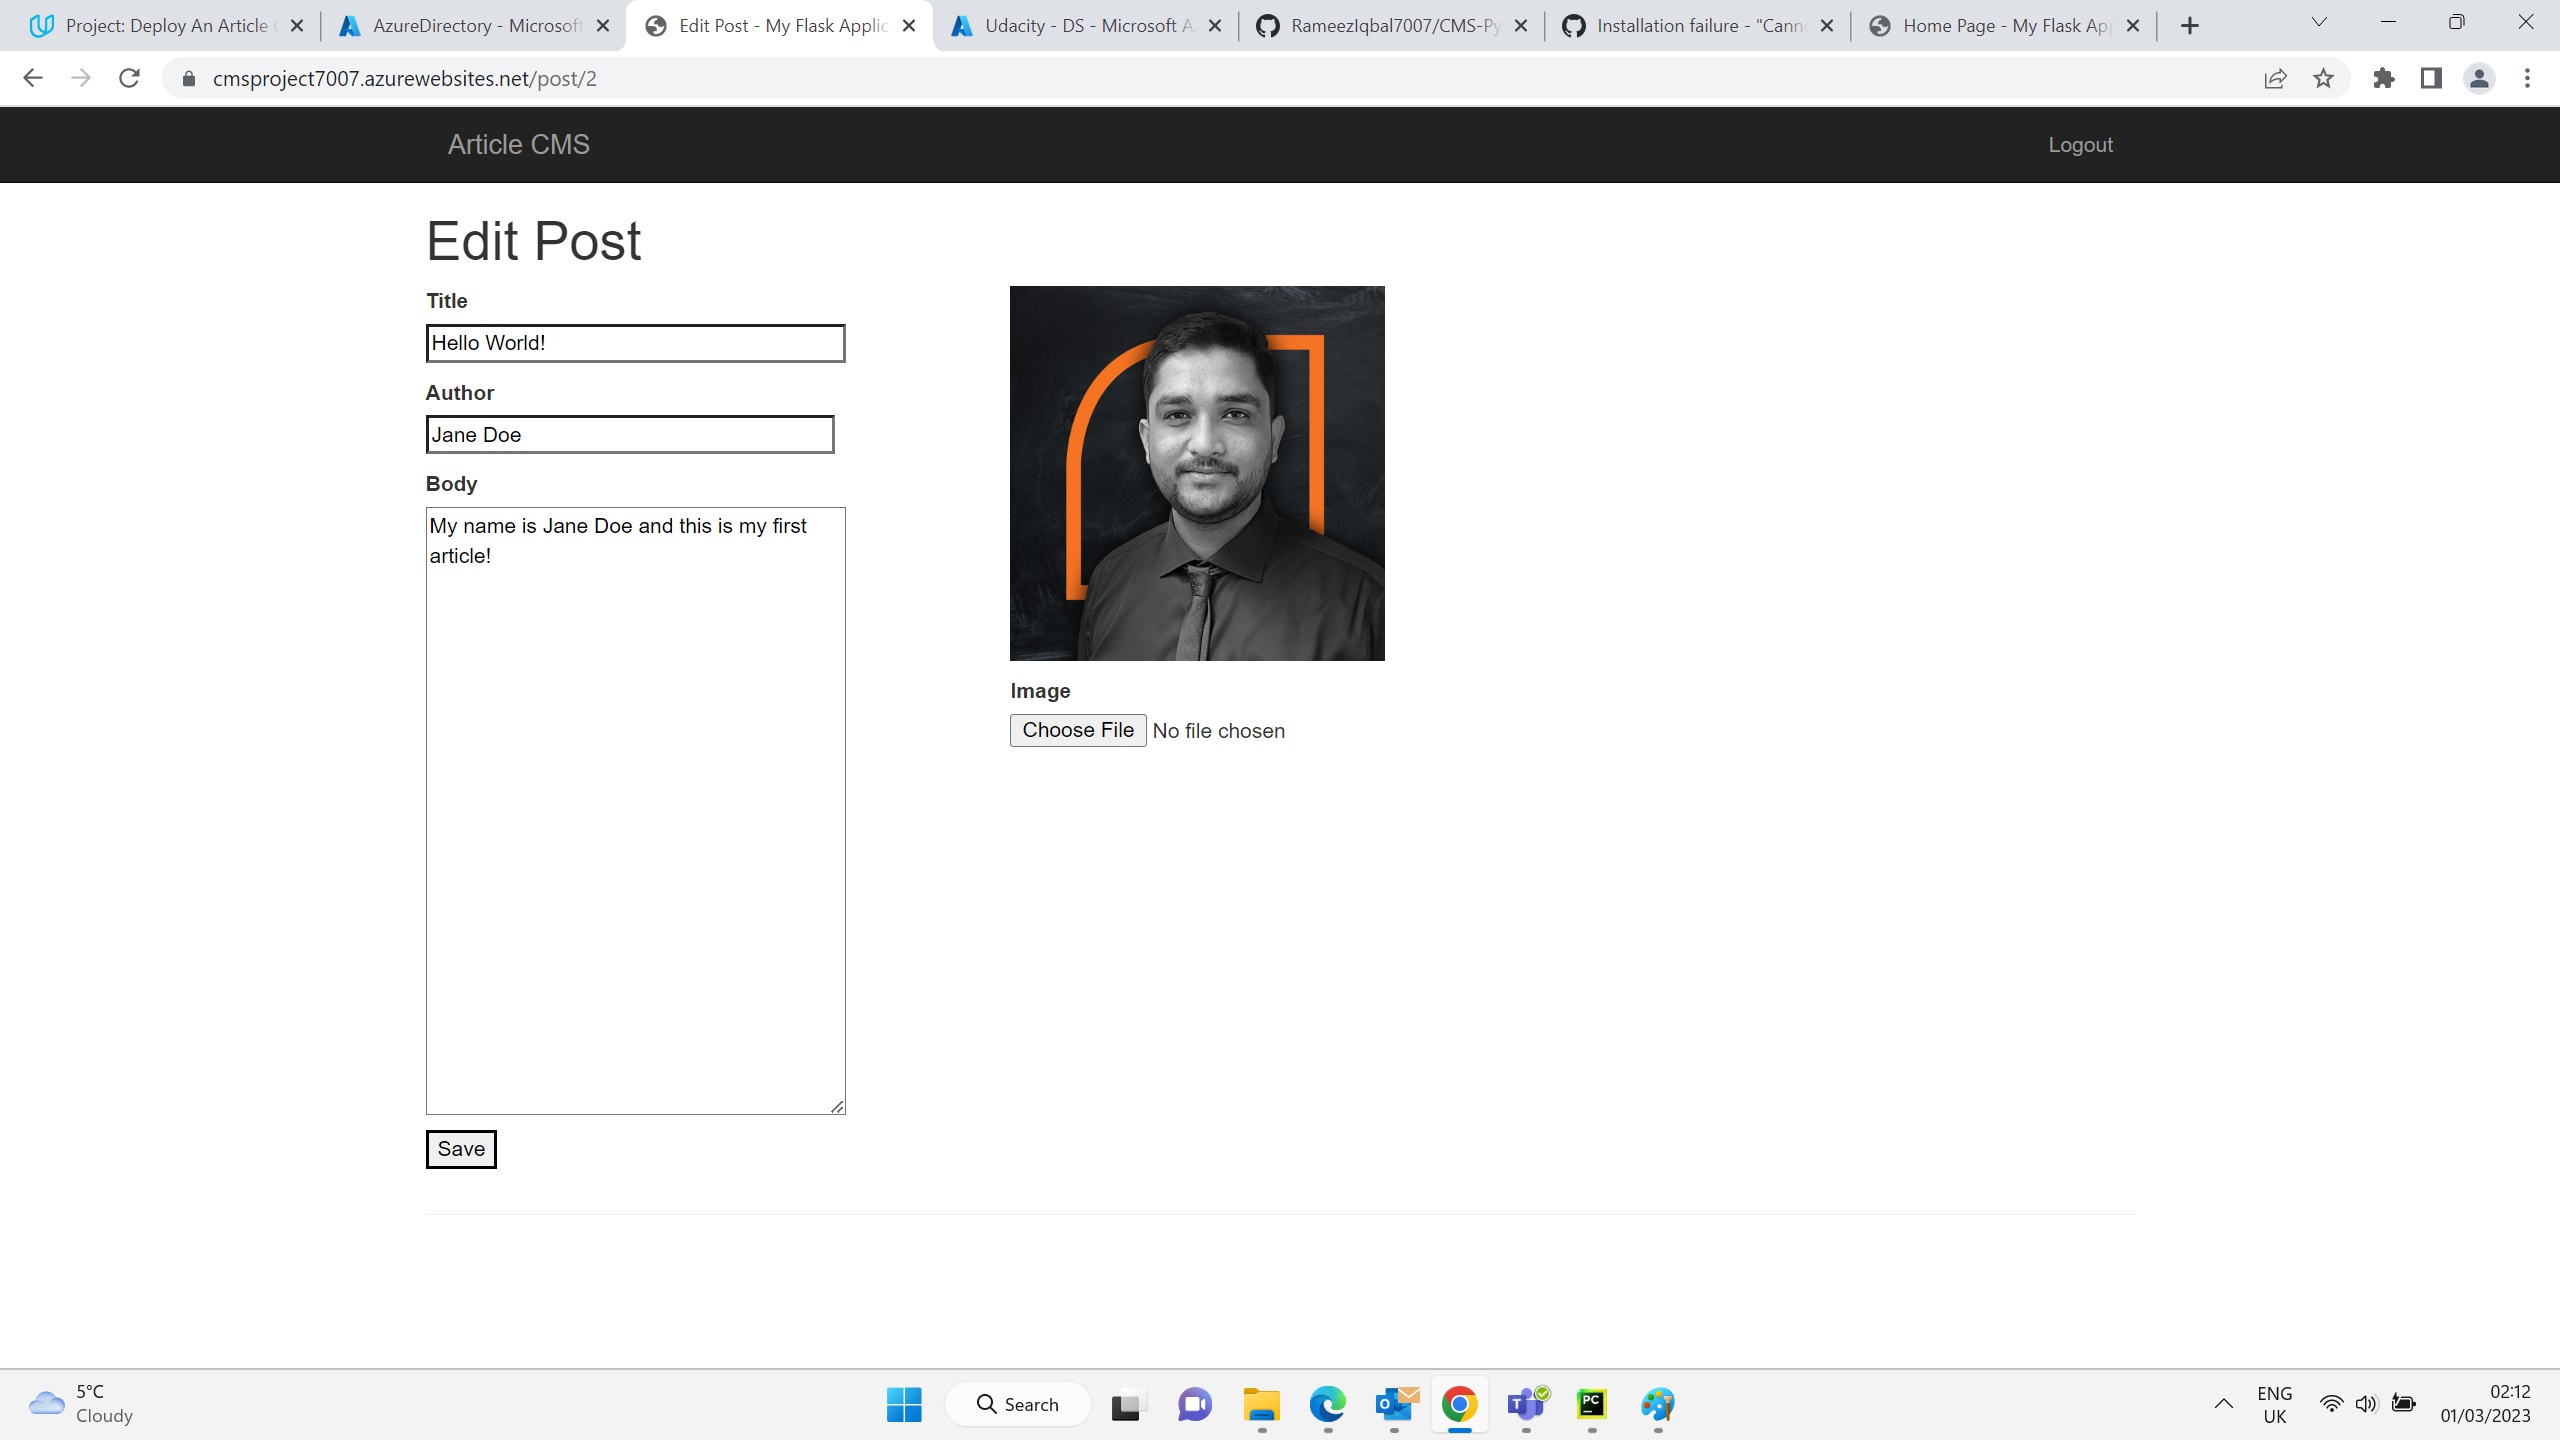 Project: Deploy An Article
AzureDirectory - Microsoft
Edit Post - My Flask Applic
Udacity - DS - Microsoft A
RameezIqbal7007/CMS-Py
Installation failure - "Cann
Home Page - My Flask App
cmsproject7007.azurewebsites.net/post/2
Article CMS
Logout
Edit Post
Title
Hello World!
Author
Jane Doe
Body
My name is Jane Doe and this is my first
article!
Image
Choose File No file chosen
Save
5°C
Cloudy
Search
ENG
UK
02:12
01/03/2023